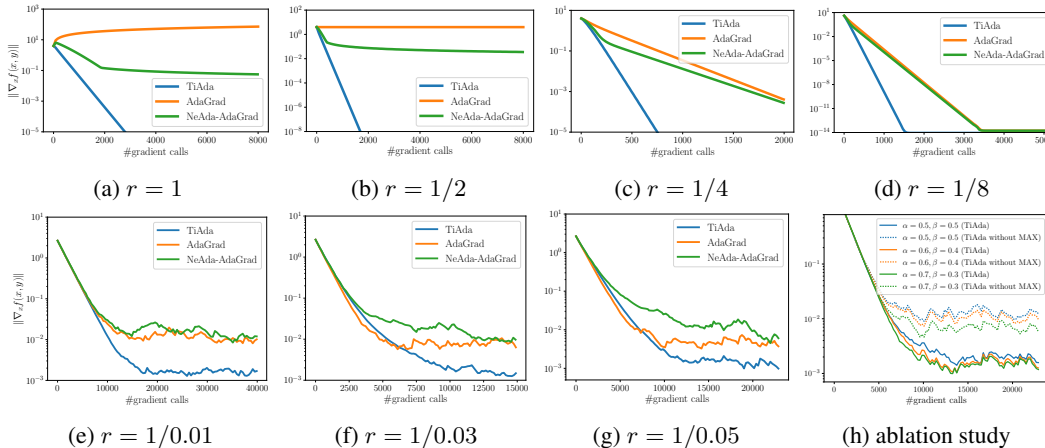 ‖∇ₓf(x, y)‖
10²
10¹
10⁰
10⁻¹
10⁻²
10⁻³
10⁻⁴
10⁻⁵
0 2000 4000 6000 8000
#gradient calls
TiAda
AdaGrad
NeAda-AdaGrad
(a) r = 1
10⁰
10⁻²
10⁻⁴
10⁻⁶
10⁻⁸
0 2000 4000 6000 8000
#gradient calls
TiAda
AdaGrad
NeAda-AdaGrad
(b) r = 1/2
10¹
10⁻¹
10⁻³
10⁻⁵
0 500 1000 1500 2000
#gradient calls
TiAda
AdaGrad
NeAda-AdaGrad
(c) r = 1/4
10¹
10⁻²
10⁻⁵
10⁻⁸
10⁻¹¹
10⁻¹⁴
0 1000 2000 3000 4000 5000
#gradient calls
TiAda
AdaGrad
NeAda-AdaGrad
(d) r = 1/8
‖∇ₓf(x, y)‖
10¹
10⁰
10⁻¹
10⁻²
10⁻³
0 10000 20000 30000 40000
#gradient calls
TiAda
AdaGrad
NeAda-AdaGrad
(e) r = 1/0.01
10¹
10⁰
10⁻¹
10⁻²
10⁻³
0 2500 5000 7500 10000 12500 15000
#gradient calls
TiAda
AdaGrad
NeAda-AdaGrad
(f) r = 1/0.03
10¹
10⁰
10⁻¹
10⁻²
10⁻³
0 5000 10000 15000 20000
#gradient calls
TiAda
AdaGrad
NeAda-AdaGrad
(g) r = 1/0.05
10⁻¹
10⁻²
10⁻³
0 5000 10000 15000 20000
#gradient calls
α = 0.5, β = 0.5 (TiAda)
α = 0.5, β = 0.5 (TiAda without MAX)
α = 0.6, β = 0.4 (TiAda)
α = 0.6, β = 0.4 (TiAda without MAX)
α = 0.7, β = 0.3 (TiAda)
α = 0.7, β = 0.3 (TiAda without MAX)
(h) ablation study